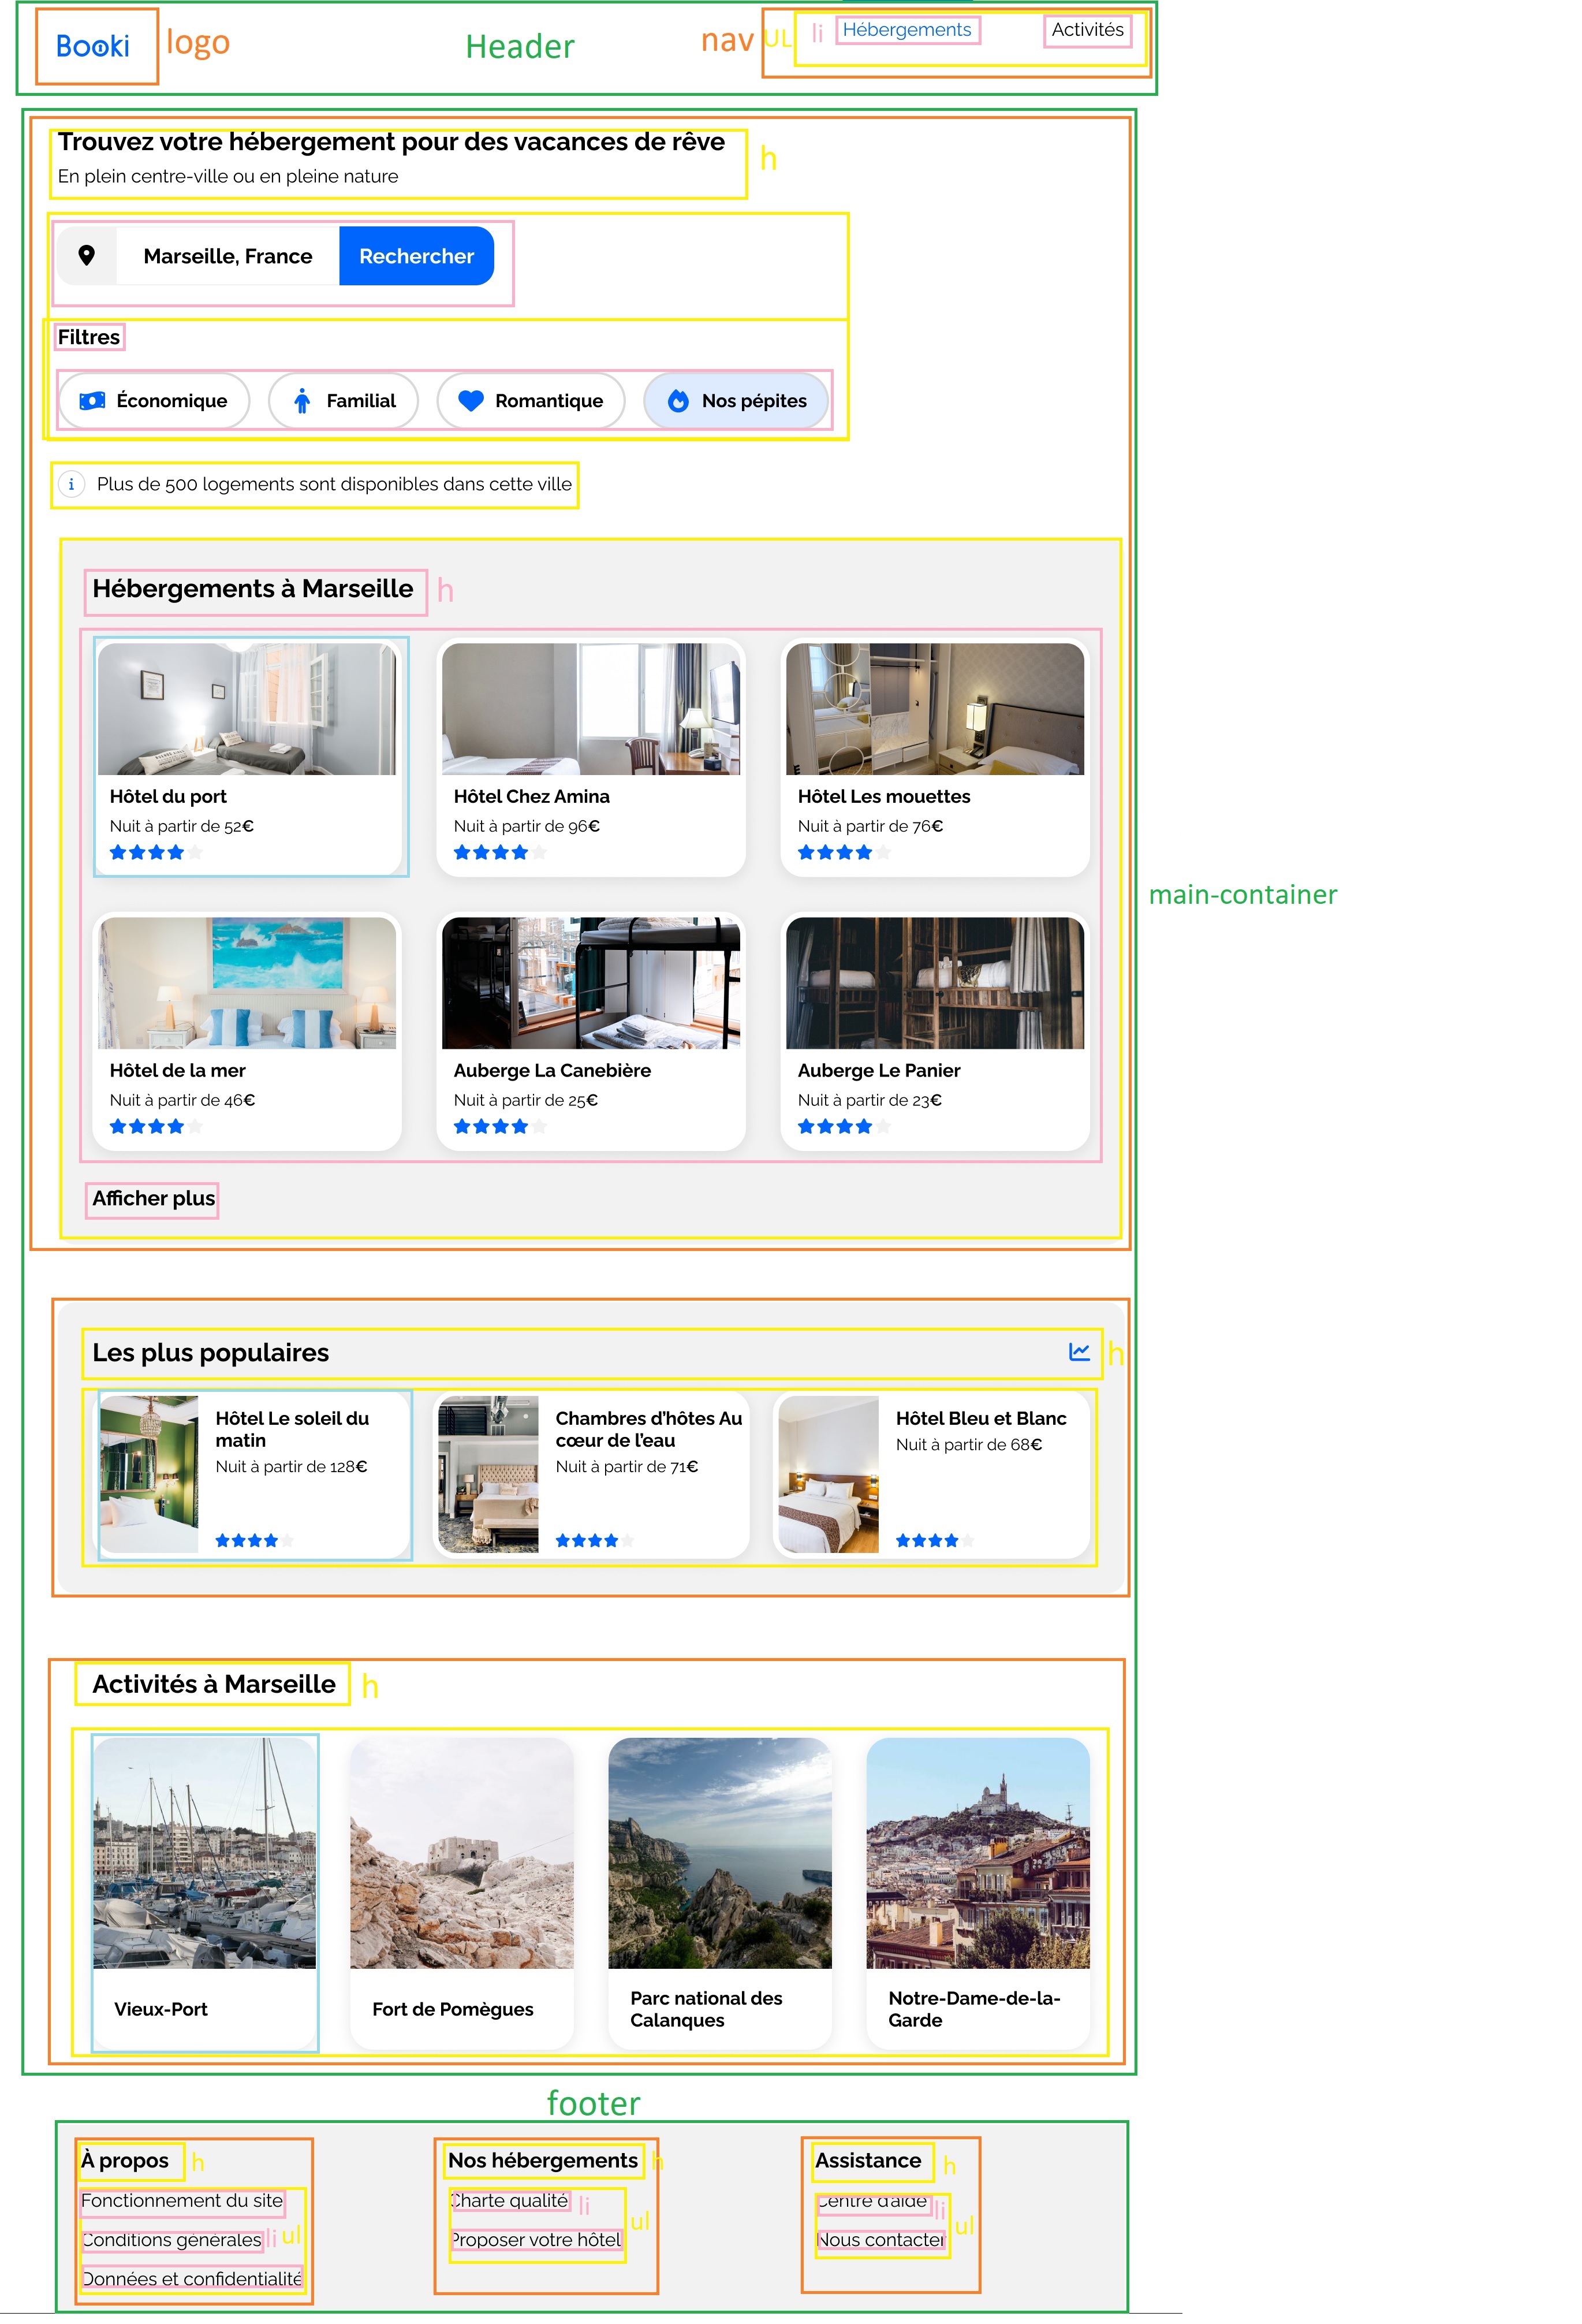 Booki logo Header nav UL li Hébergements Activités
Trouvez votre hébergement pour des vacances de rêve h
En plein centre-ville ou en pleine nature
Marseille, France Rechercher
Filtres
Économique Familial Romantique Nos pépites
i Plus de 500 logements sont disponibles dans cette ville
Hébergements à Marseille h
Hôtel du port
Nuit à partir de 52€
Hôtel Chez Amina
Nuit à partir de 96€
Hôtel Les mouettes
Nuit à partir de 76€
main-container
Hôtel de la mer
Nuit à partir de 46€
Auberge La Canebière
Nuit à partir de 25€
Auberge Le Panier
Nuit à partir de 23€
Afficher plus
Les plus populaires h
Hôtel Le soleil du
matin
Nuit à partir de 128€
Chambres d’hôtes Au
cœur de l’eau
Nuit à partir de 71€
Hôtel Bleu et Blanc
Nuit à partir de 68€
Activités à Marseille h
Vieux-Port
Fort de Pomègues
Parc national des
Calanques
Notre-Dame-de-la-
Garde
footer
À propos h
Fonctionnement du site
Conditions générales li ul
Données et confidentialité
Nos hébergements h
Charte qualité li
ul
Proposer votre hôtel
Assistance h
Centre d'aide li
ul
Nous contacter